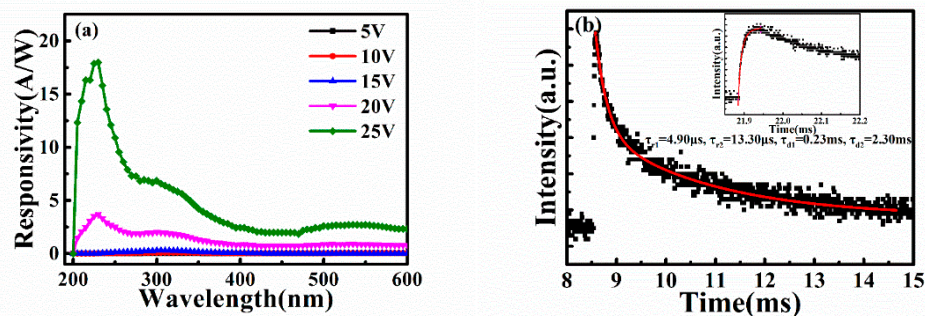 (a)
5V
10V
15V
20V
25V
20
15
10
5
0
Responsivity(A/W)
200 300 400 500 600
Wavelength(nm)
(b)
Intensity(a.u.)
21.9 22.0 22.1 22.2
Time(ms)
τr1=4.90μs, τr2=13.30μs, τd1=0.23ms, τd2=2.30ms
Intensity(a.u.)
8 9 10 11 12 13 14 15
Time(ms)